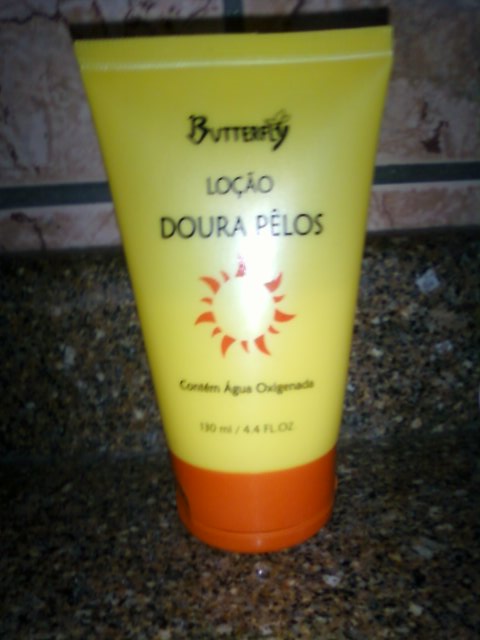 BUTTERFLY
LOÇÃO
DOURA PÊLOS
Contém Água Oxigenada
130 ml / 4.4 FL.OZ.